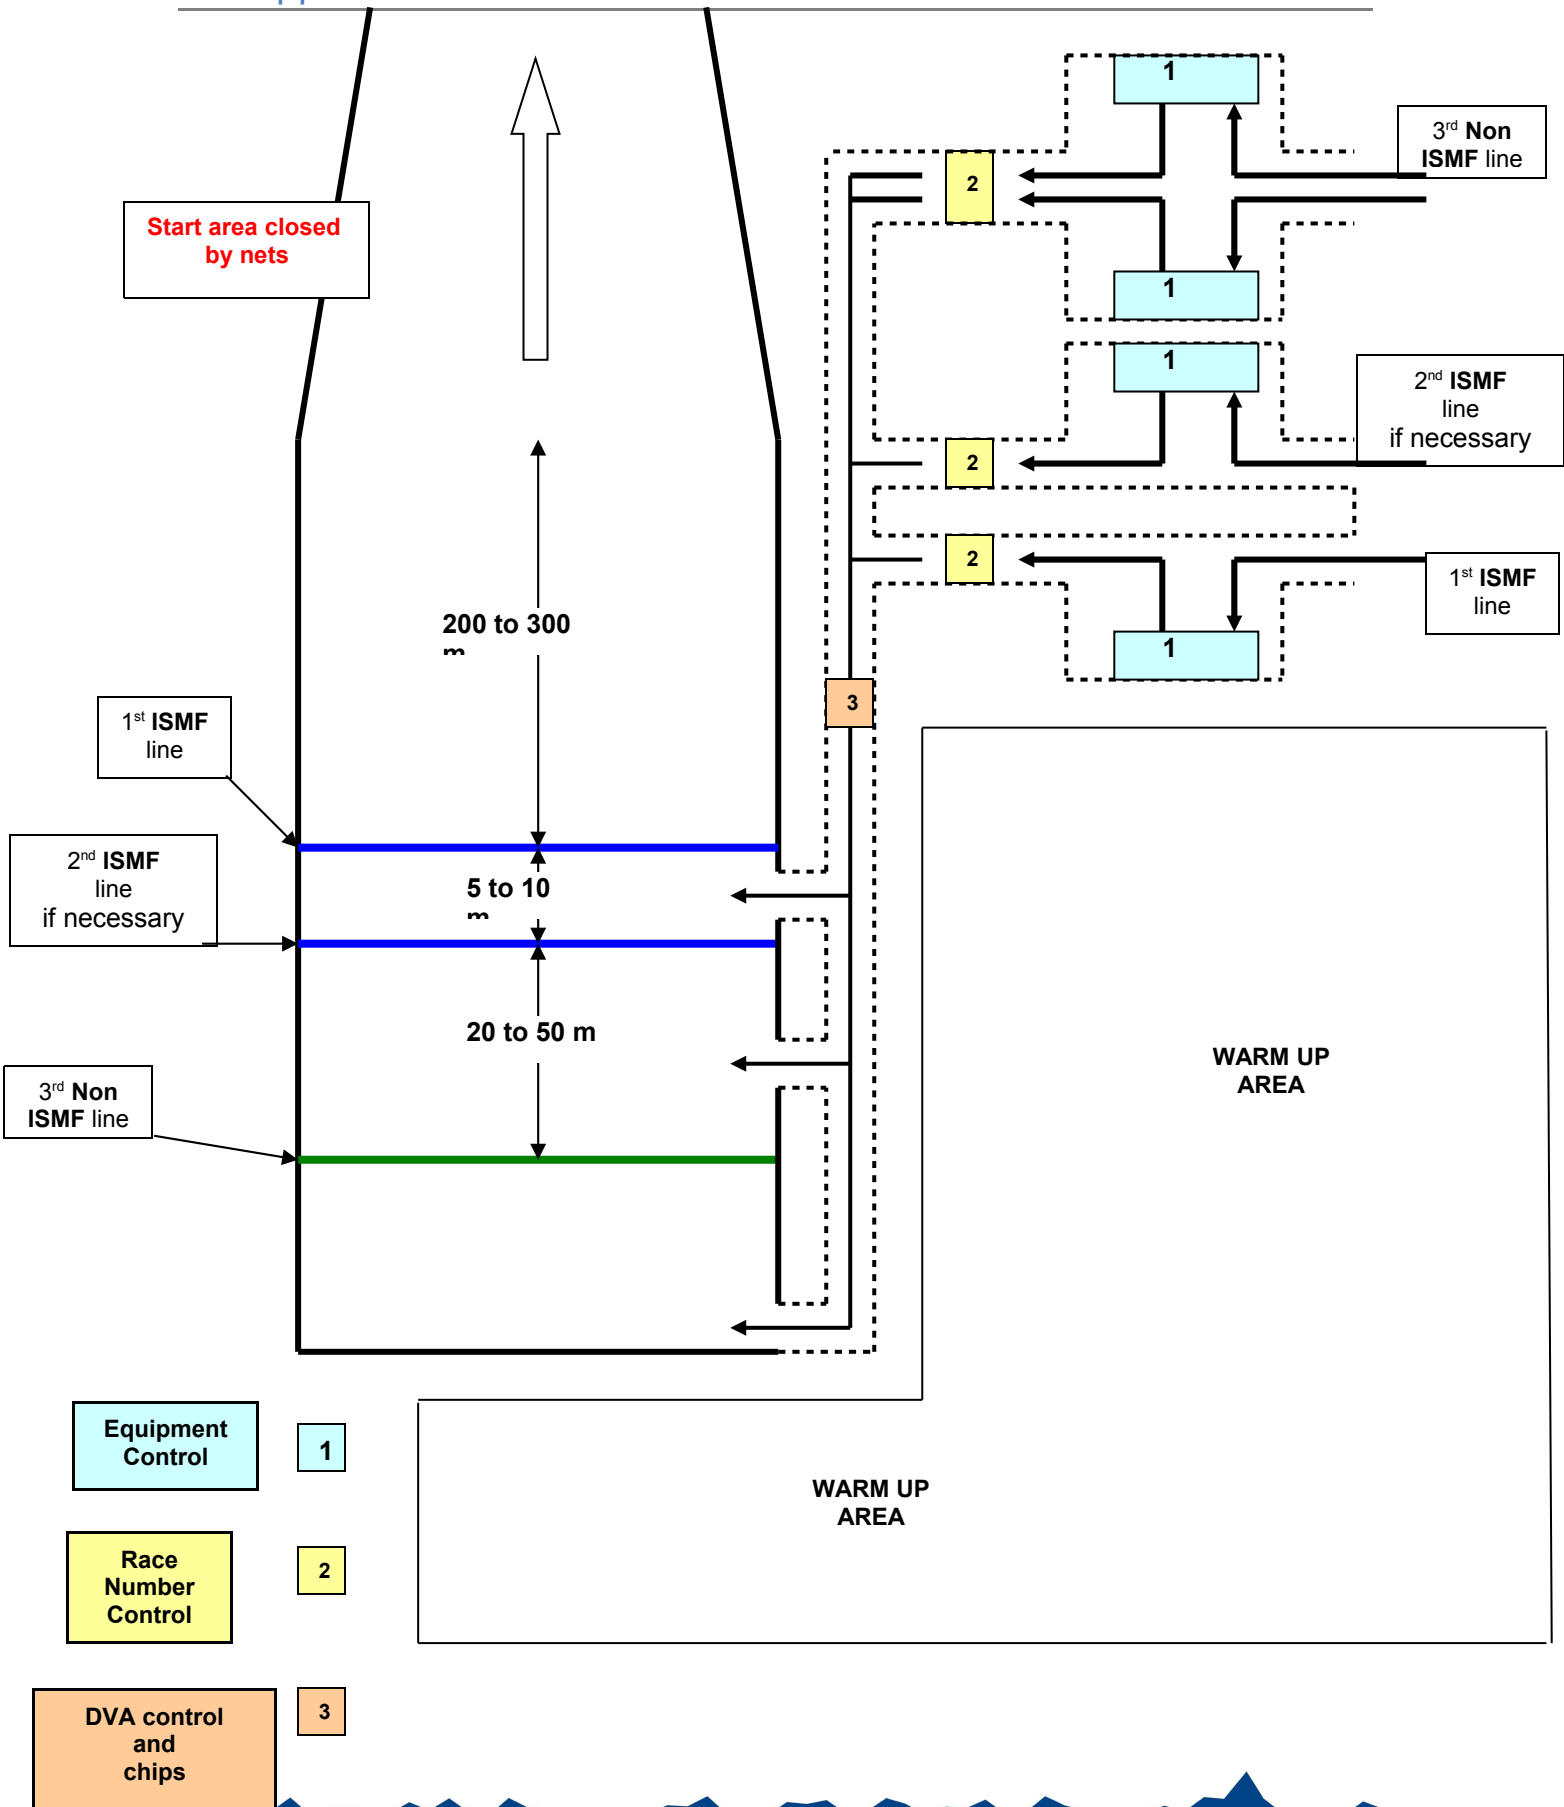 1
3rd Non
ISMF line
2
Start area closed
by nets
1
1
2nd ISMF
line
if necessary
2
2
1st ISMF
line
200 to 300
m
1
3
1st ISMF
line
2nd ISMF
line
if necessary
5 to 10
m
20 to 50 m
WARM UP
AREA
3rd Non
ISMF line
Equipment
Control
1
WARM UP
AREA
Race
Number
Control
2
DVA control
and
chips
3